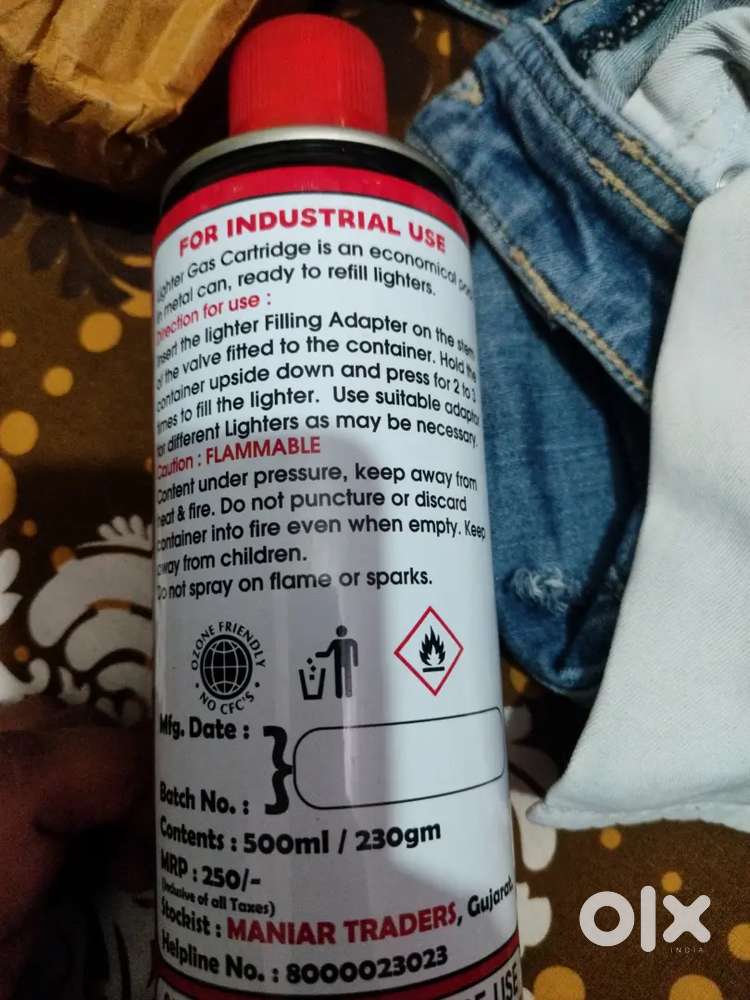 FOR INDUSTRIAL USE
Lighter Gas Cartridge is an economical pack
in metal can, ready to refill lighters.
Direction for use :
Insert the lighter Filling Adapter on the stem
of the valve fitted to the container. Hold the
container upside down and press for 2 to 3
times to fill the lighter. Use suitable adaptor
for different Lighters as may be necessary.
Caution : FLAMMABLE
Content under pressure, keep away from
heat & fire. Do not puncture or discard
container into fire even when empty. Keep
away from children.
Do not spray on flame or sparks.
OZONE FRIENDLY
• NO CFC'S •
Mfg. Date :
Batch No. :
Contents : 500ml / 230gm
MRP : 250/-
(Inclusive of all Taxes)
Stockist : MANIAR TRADERS, Gujarat.
Helpline No. : 8000023023
USE
olx
INDIA